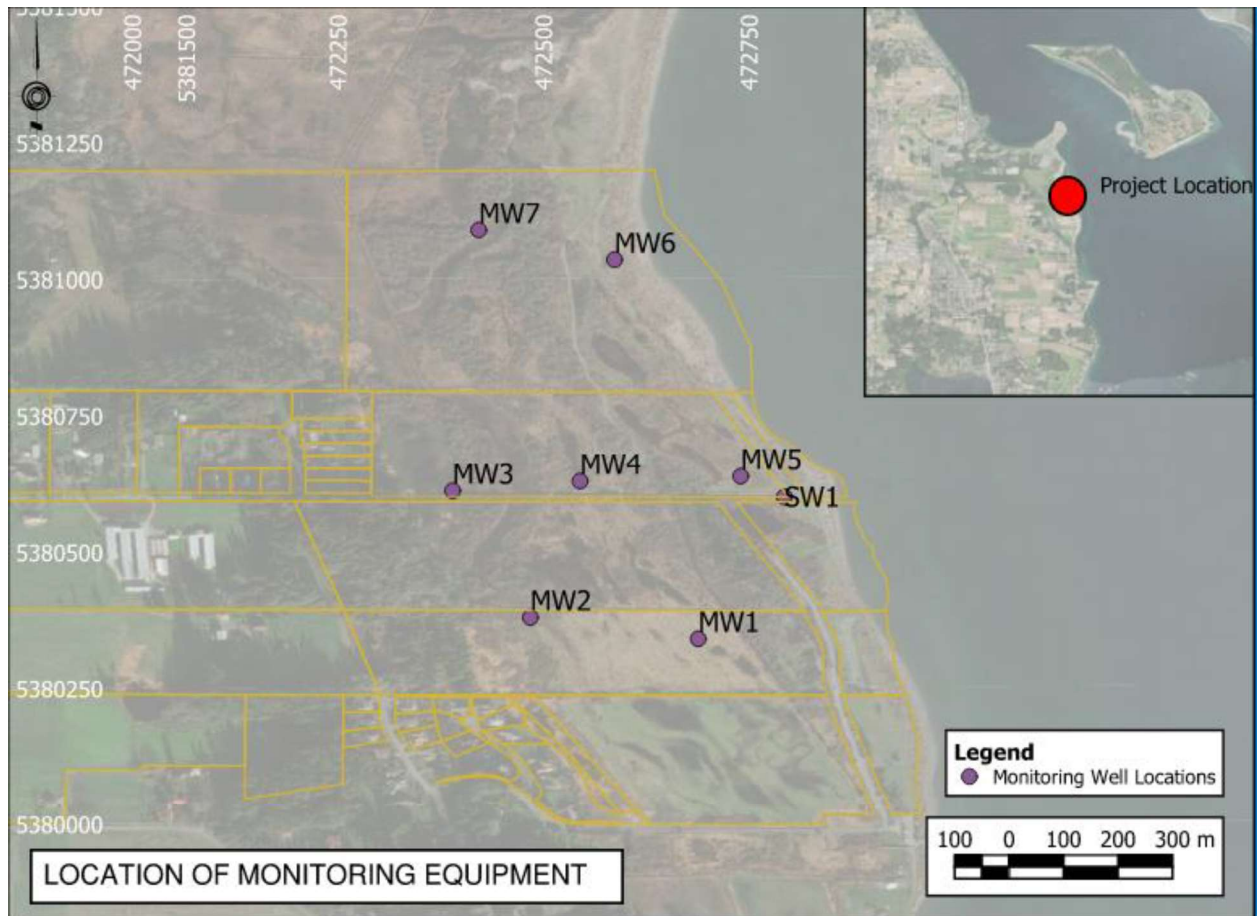 5381500
472000
5381500
472250
472500
472750
5381250
Project Location
MW7
MW6
5381000
5380750
MW3
MW4
MW5
SW1
5380500
MW2
MW1
5380250
Legend
Monitoring Well Locations
5380000
100 0 100 200 300 m
LOCATION OF MONITORING EQUIPMENT